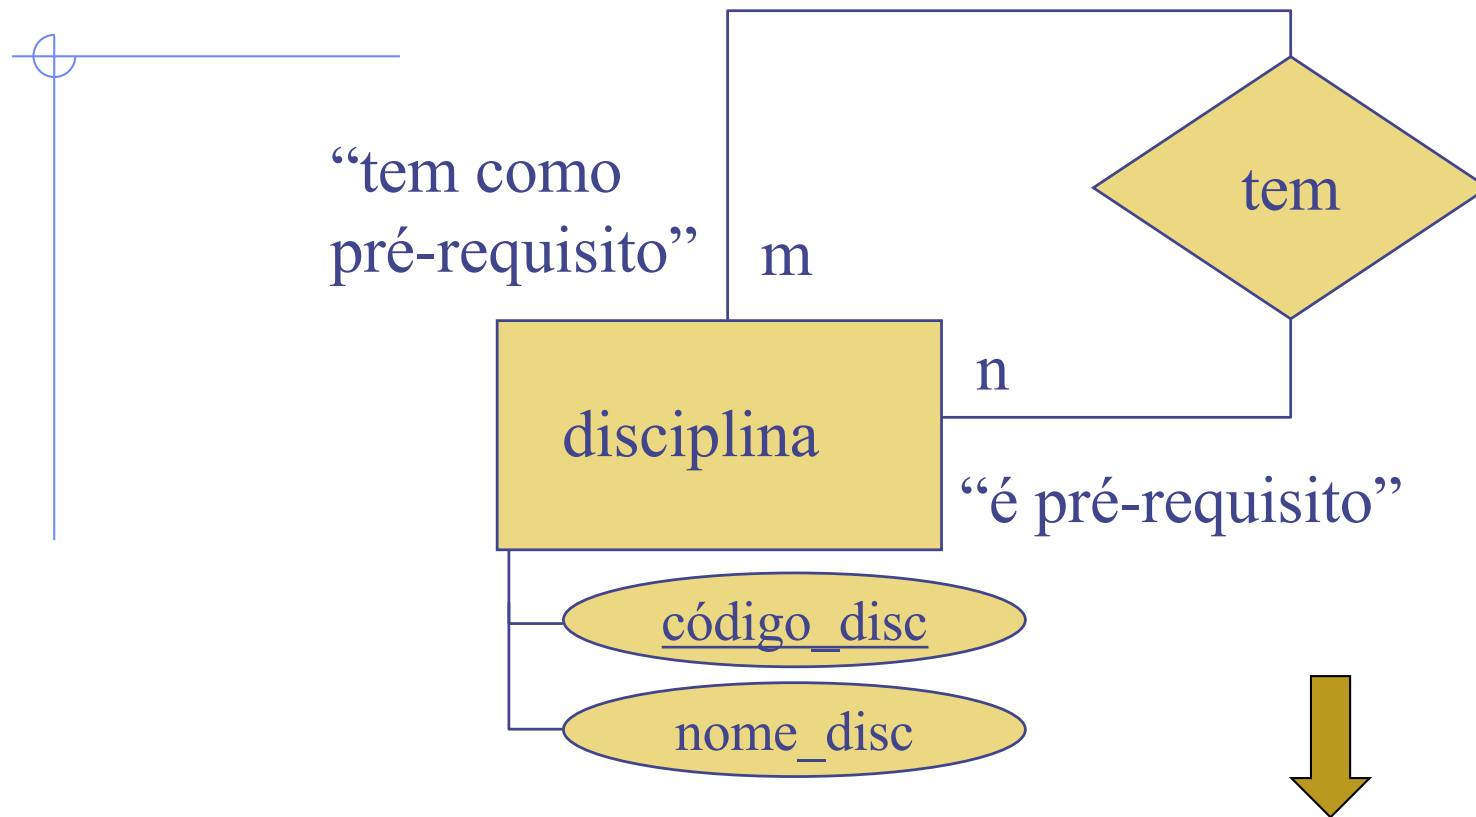 “tem como
pré-requisito”
m
tem
n
disciplina
“é pré-requisito”
código_disc
nome_disc